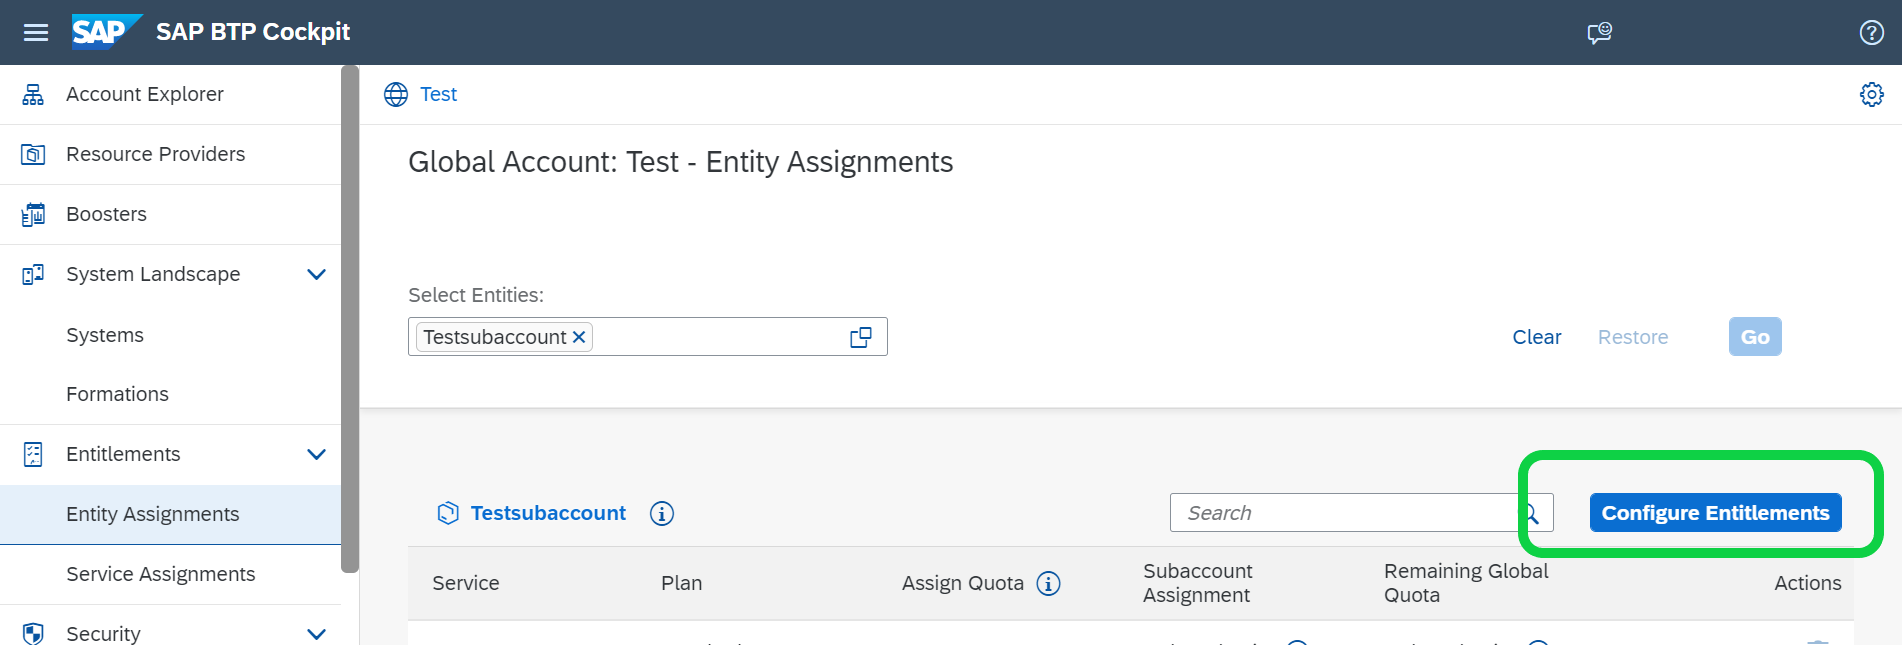 SAP SAP BTP Cockpit
Account Explorer
Resource Providers
Boosters
System Landscape
Systems
Formations
Entitlements
Entity Assignments
Service Assignments
Security
Test
Global Account: Test - Entity Assignments
Select Entities:
Testsubaccount
Clear Restore Go
Testsubaccount
Search
Configure Entitlements
Service Plan Assign Quota Subaccount Assignment Remaining Global Quota Actions